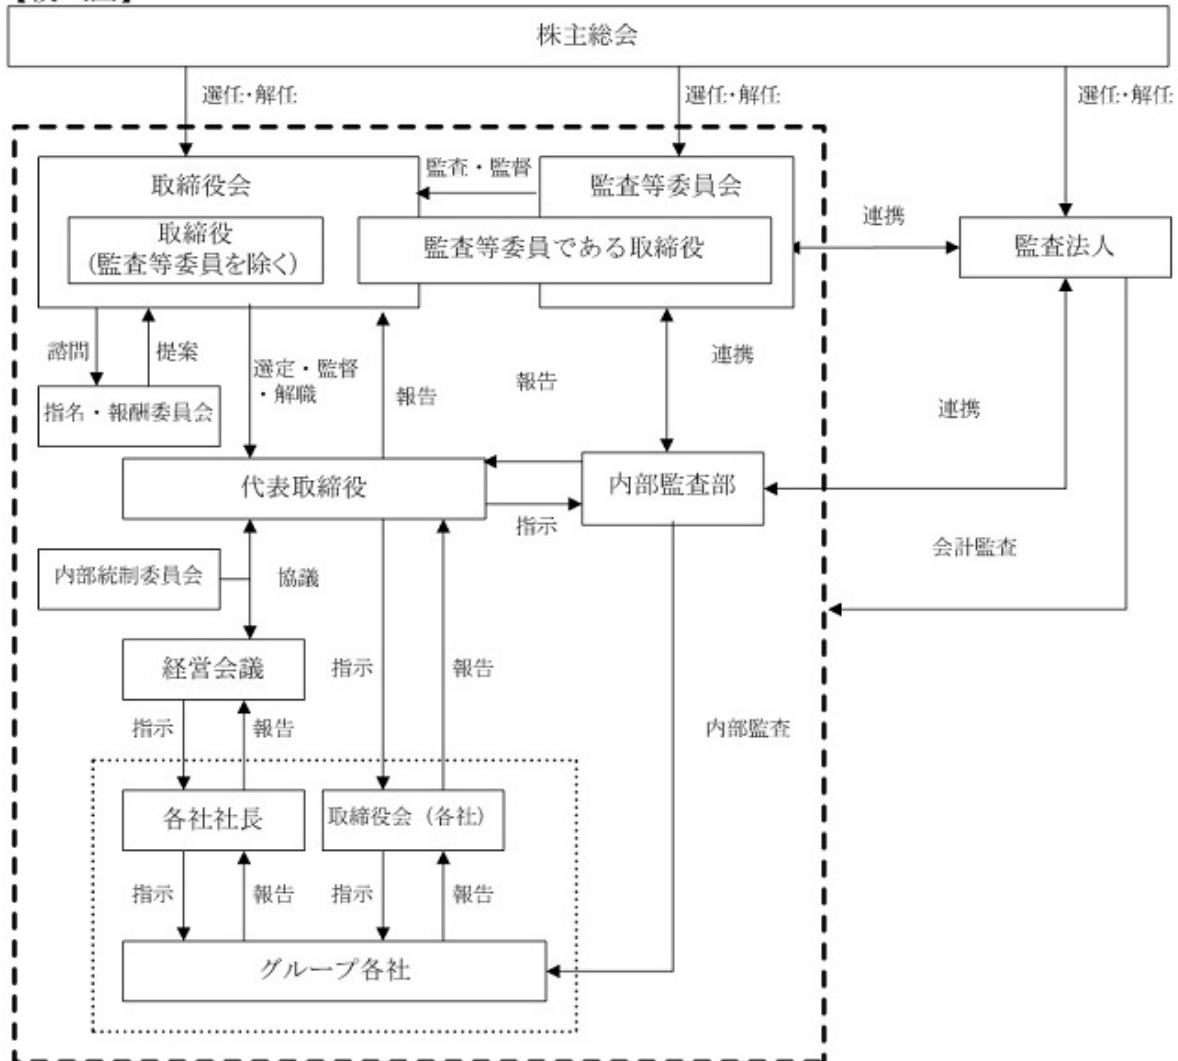 株主総会
選任・解任
選任・解任
選任・解任
取締役会
監査・監督
監査等委員会
取締役
(監査等委員を除く)
監査等委員である取締役
連携
監査法人
諮問
提案
選定・監督
・解職
報告
報告
連携
連携
指名・報酬委員会
代表取締役
内部監査部
指示
会計監査
内部統制委員会
協議
経営会議
指示
報告
指示
報告
内部監査
各社社長
取締役会（各社）
指示
報告
指示
報告
グループ各社